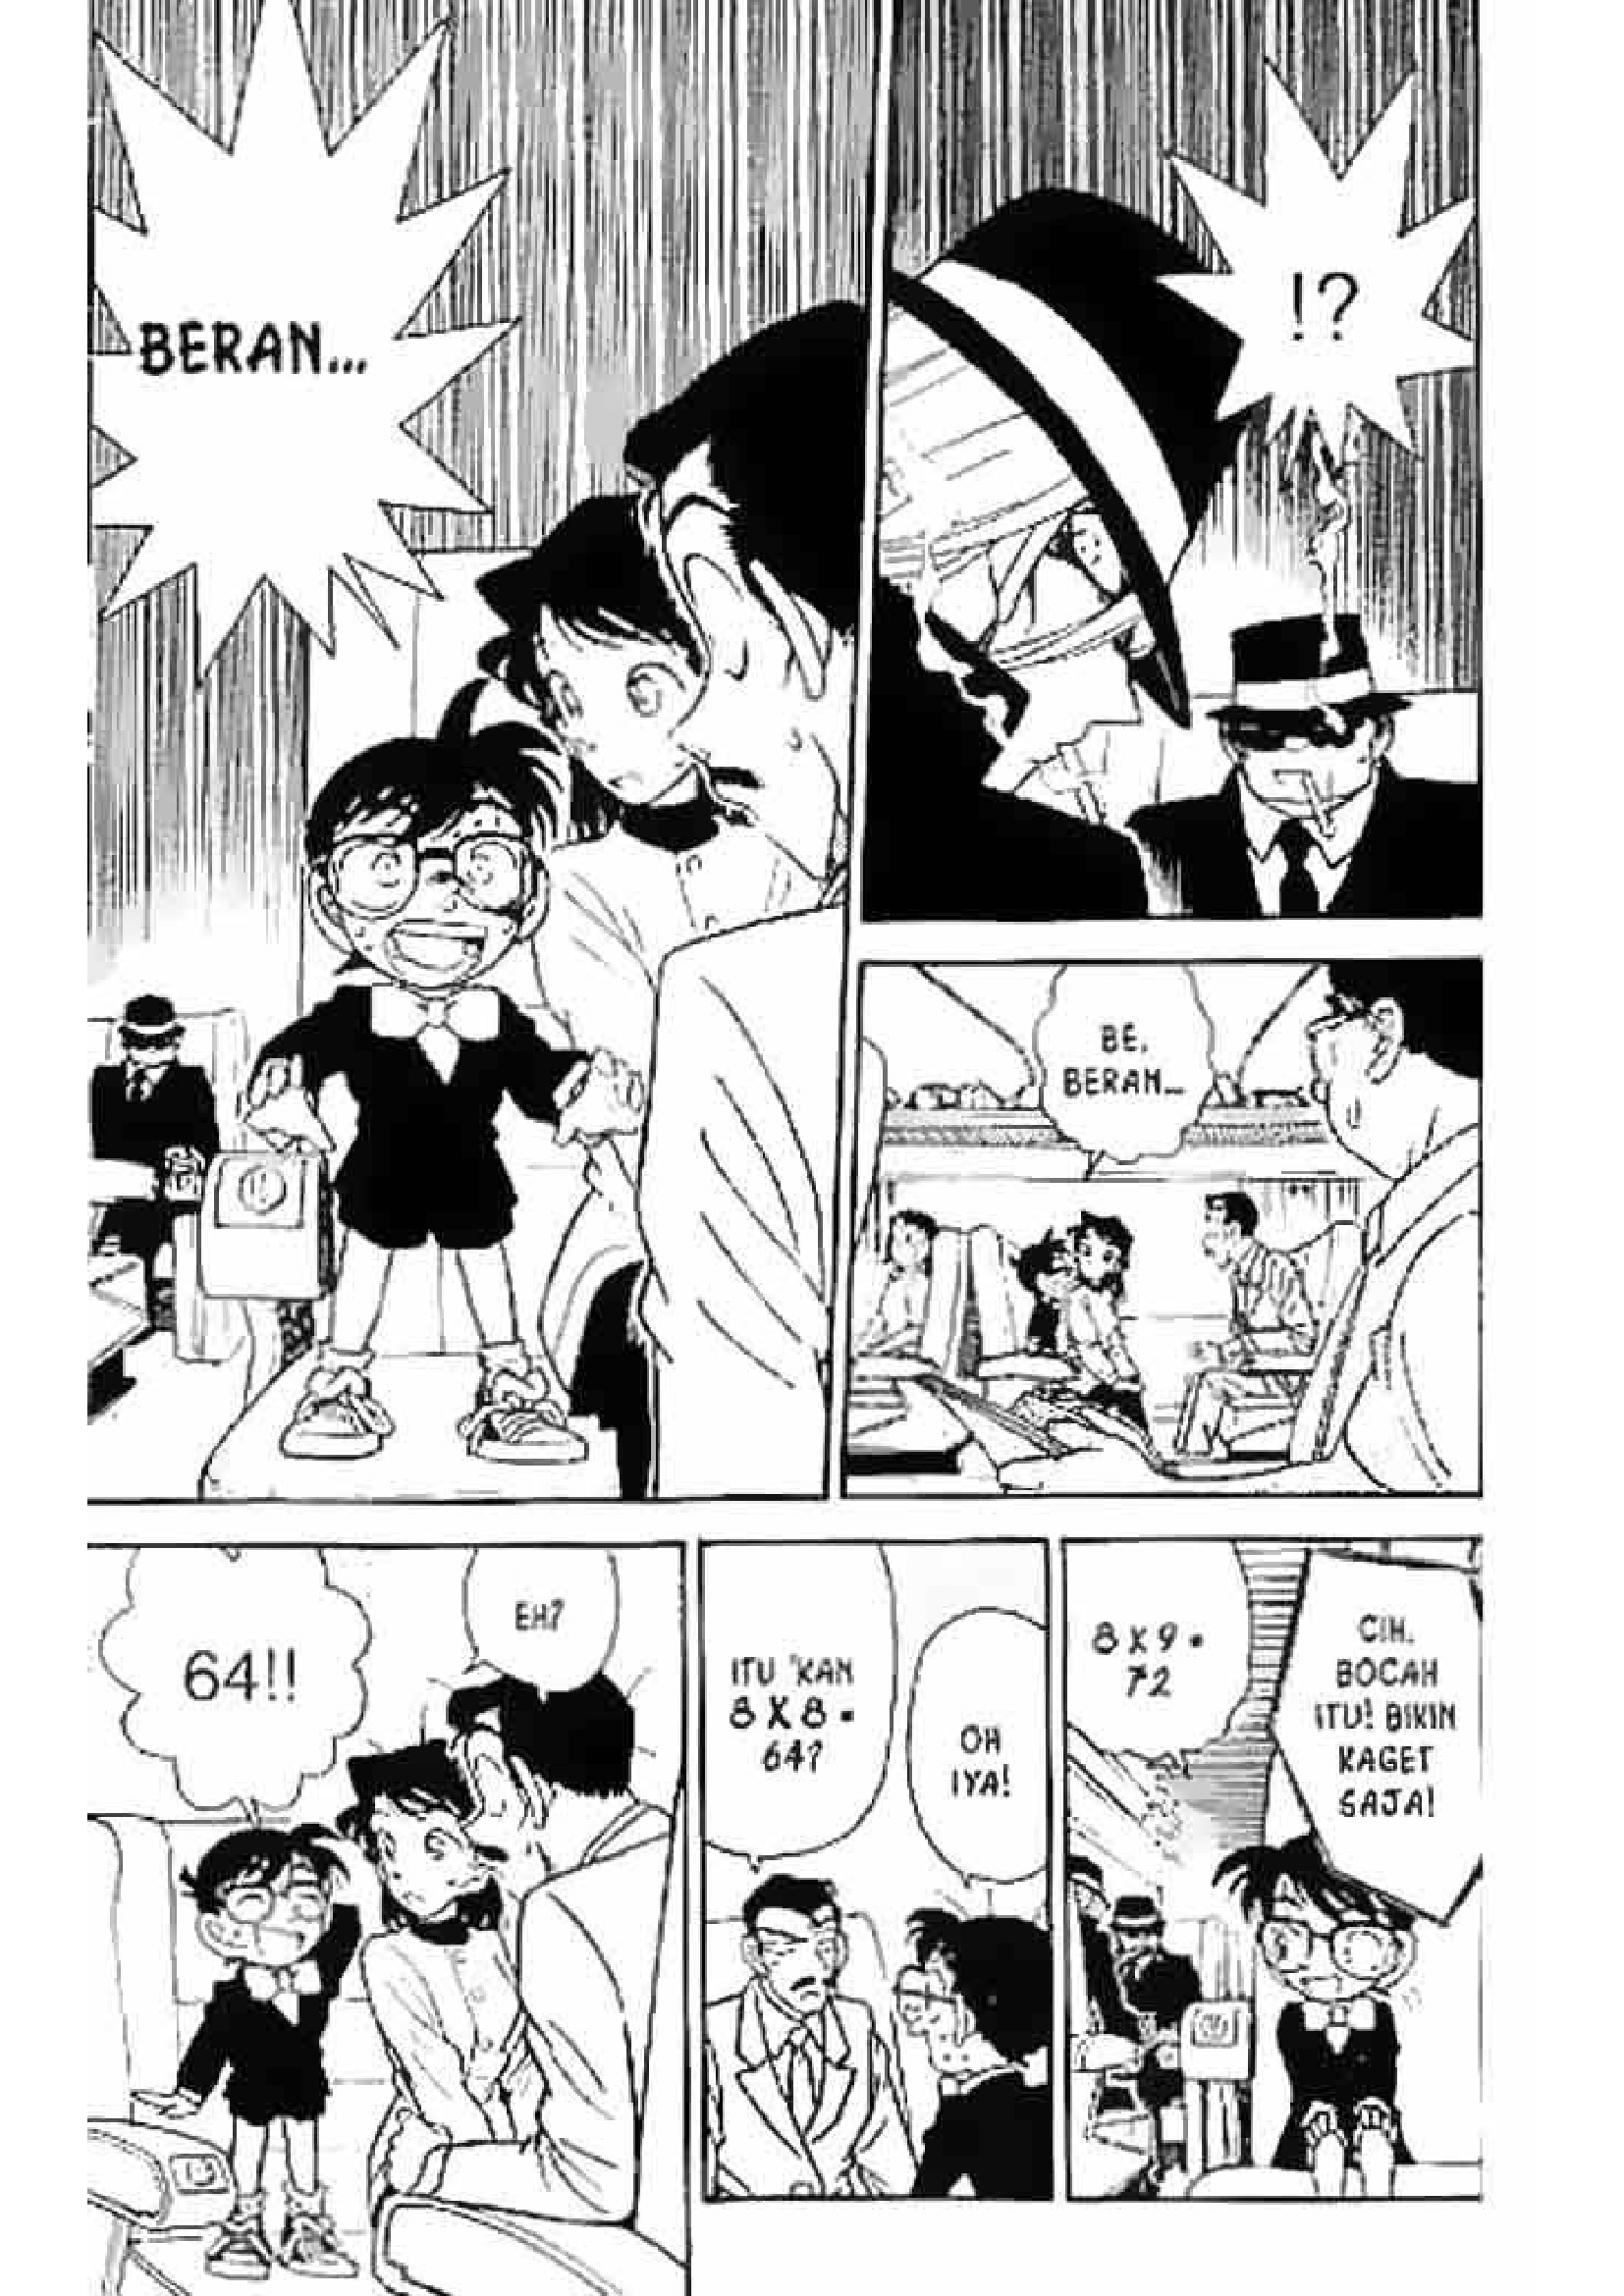 !?
BERAN...
BE,
BERAN...
CIH,
BOCAH
ITU! BIKIN
KAGET
SAJA!
8 X 9 =
72
OH
IYA!
ITU 'KAN
8 X 8 =
64?
EH?
64!!